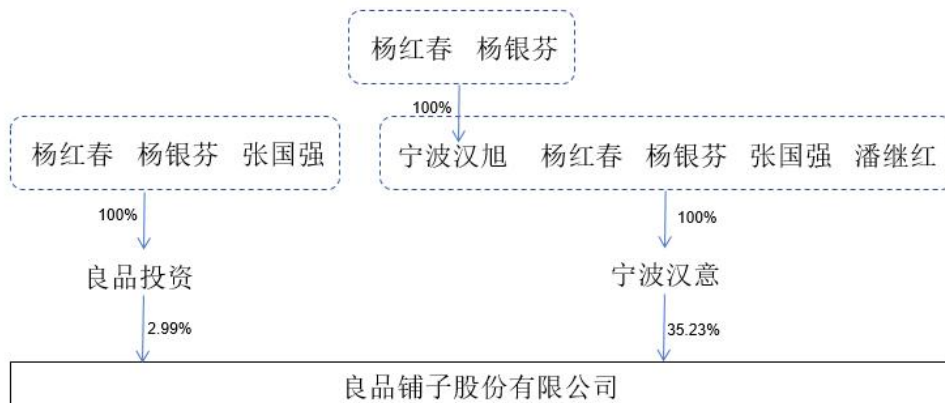 杨红春 杨银芬
100%
杨红春 杨银芬 张国强
宁波汉旭 杨红春 杨银芬 张国强 潘继红
100%
100%
良品投资
宁波汉意
2.99%
35.23%
良品铺子股份有限公司